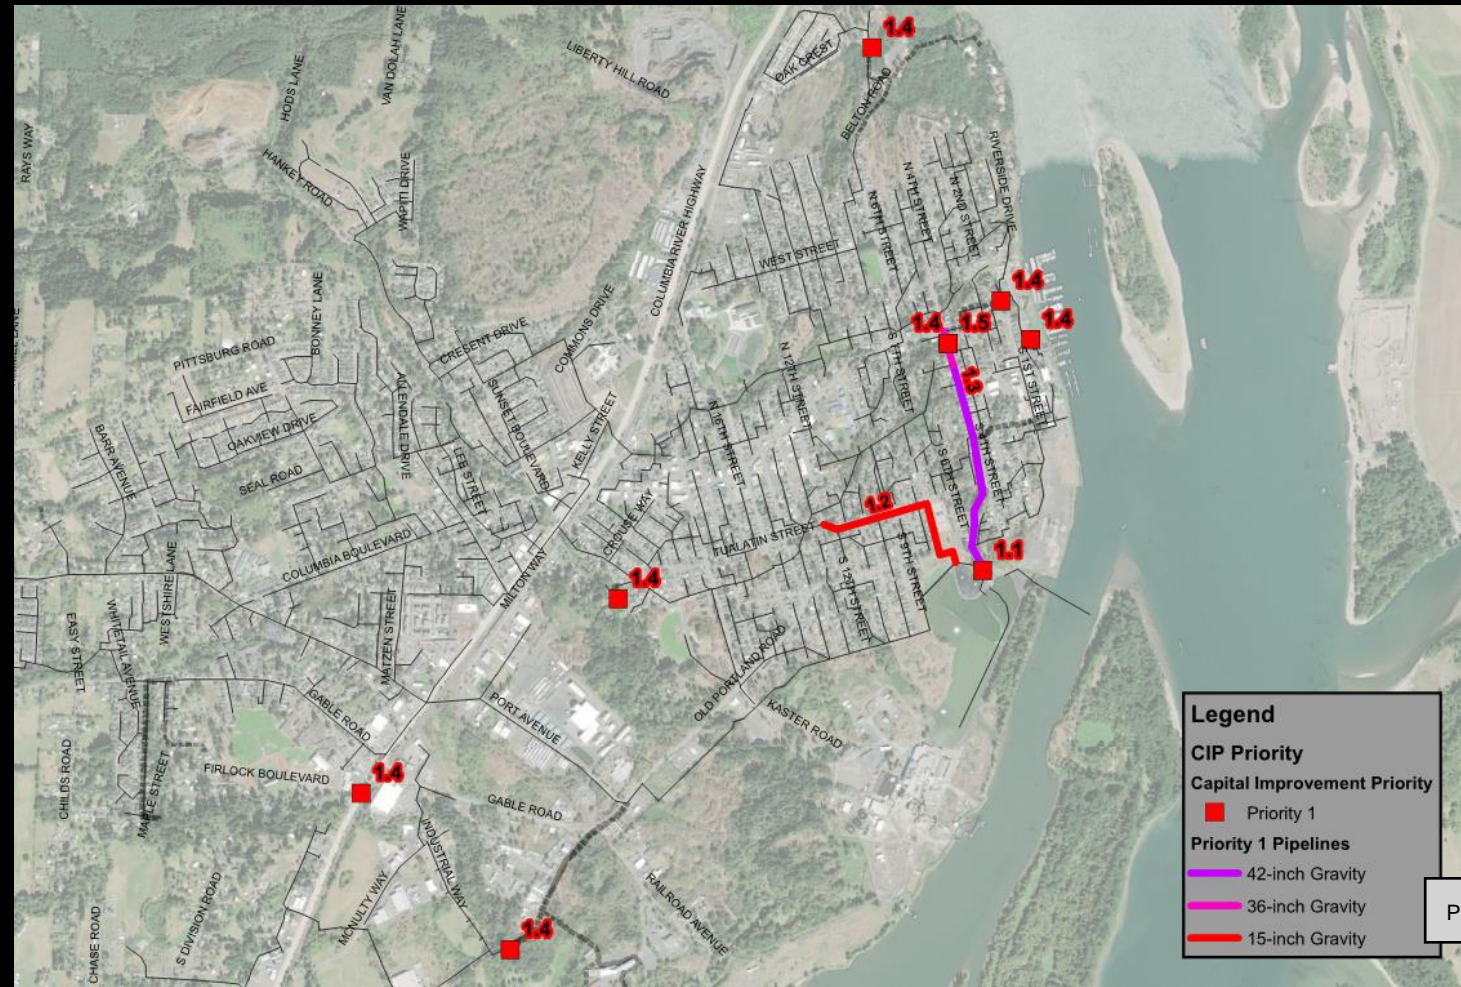 1.4
OAK CREST
LIBERTY HILL ROAD
VAN DOLAH LANE
HODS LANE
RAYS WAY
BELTON ROAD
HANKEY ROAD
WAPITI DRIVE
COLUMBIA RIVER HIGHWAY
RIVERSIDE DRIVE
N 4TH STREET
N 2ND STREET
N 6TH STREET
WEST STREET
1.4
1.4
1.5
1.4
BONNEY LANE
PITTSBURG ROAD
CRESENT DRIVE
COMMONS DRIVE
FAIRFIELD AVE
OAKVIEW DRIVE
ALLENDALE DRIVE
SUNSET BOULEVARD
KELLY STREET
N 12TH STREET
S 7TH STREET
1.3
S 1ST STREET
BARR AVENUE
SEAL ROAD
LEE STREET
N 16TH STREET
S 4TH STREET
S 6TH STREET
1.2
CROUSE WAY
TUALATIN STREET
COLUMBIA BOULEVARD
MILTON WAY
1.4
1.1
S 9TH STREET
S 12TH STREET
WESTSHIRE LANE
WHITETAIL AVENUE
EASY STREET
MATZEN STREET
GABLE ROAD
PORT AVENUE
OLD PORTLAND ROAD
KASTER ROAD
CHILDS ROAD
MAPLE STREET
FIRLOCK BOULEVARD
1.4
GABLE ROAD
INDUSTRIAL WAY
MCNULTY WAY
RAILROAD AVENUE
S DIVISION ROAD
CHASE ROAD
1.4
Legend
CIP Priority
Capital Improvement Priority
Priority 1
Priority 1 Pipelines
42-inch Gravity
36-inch Gravity
15-inch Gravity
P